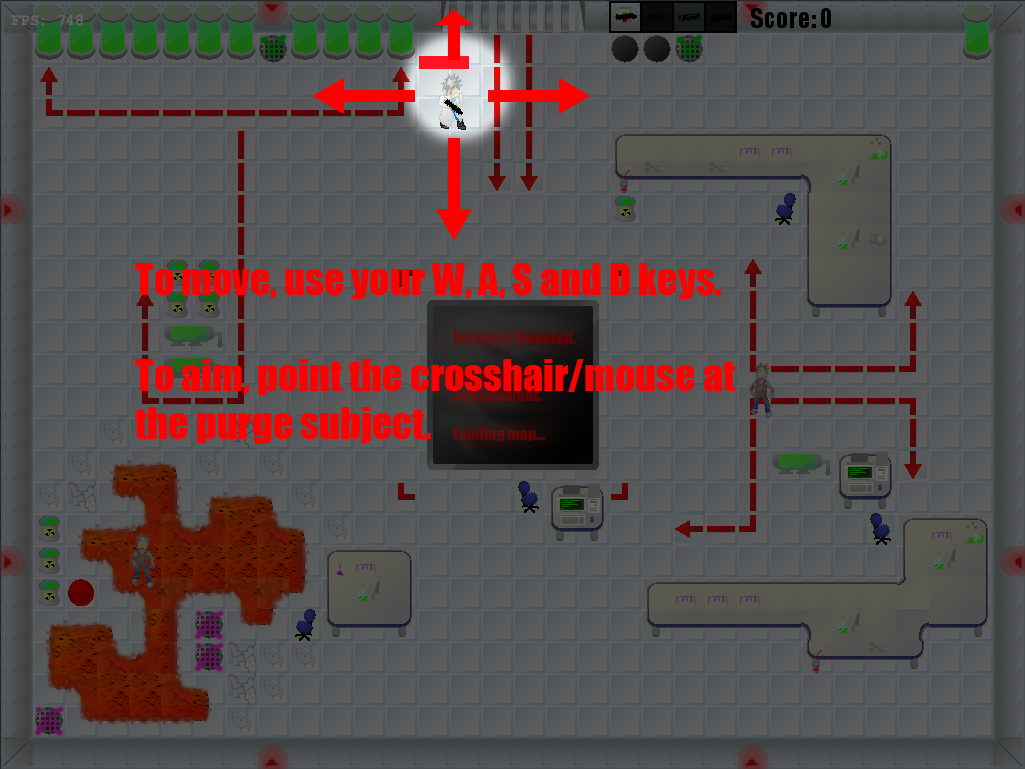 FPS: 748
Score: 0
To move, use your W, A, S and D keys.
To aim, point the crosshair/mouse at
the purge subject.
Loading map...